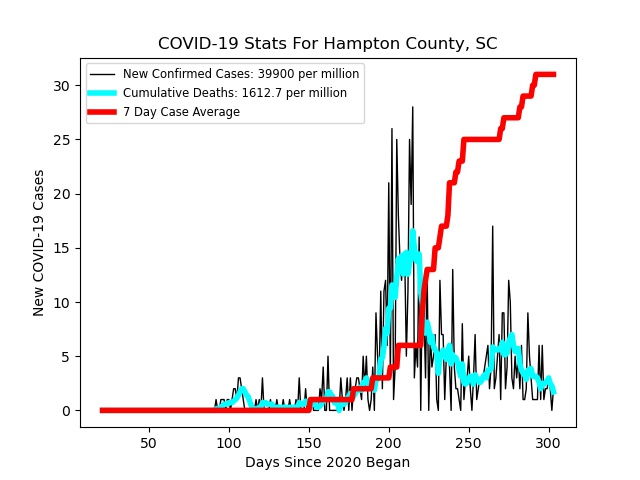 COVID-19 Stats For Hampton County, SC
New Confirmed Cases: 39900 per million
Cumulative Deaths: 1612.7 per million
7 Day Case Average
New COVID-19 Cases
30
25
20
15
10
5
0
50 100 150 200 250 300
Days Since 2020 Began